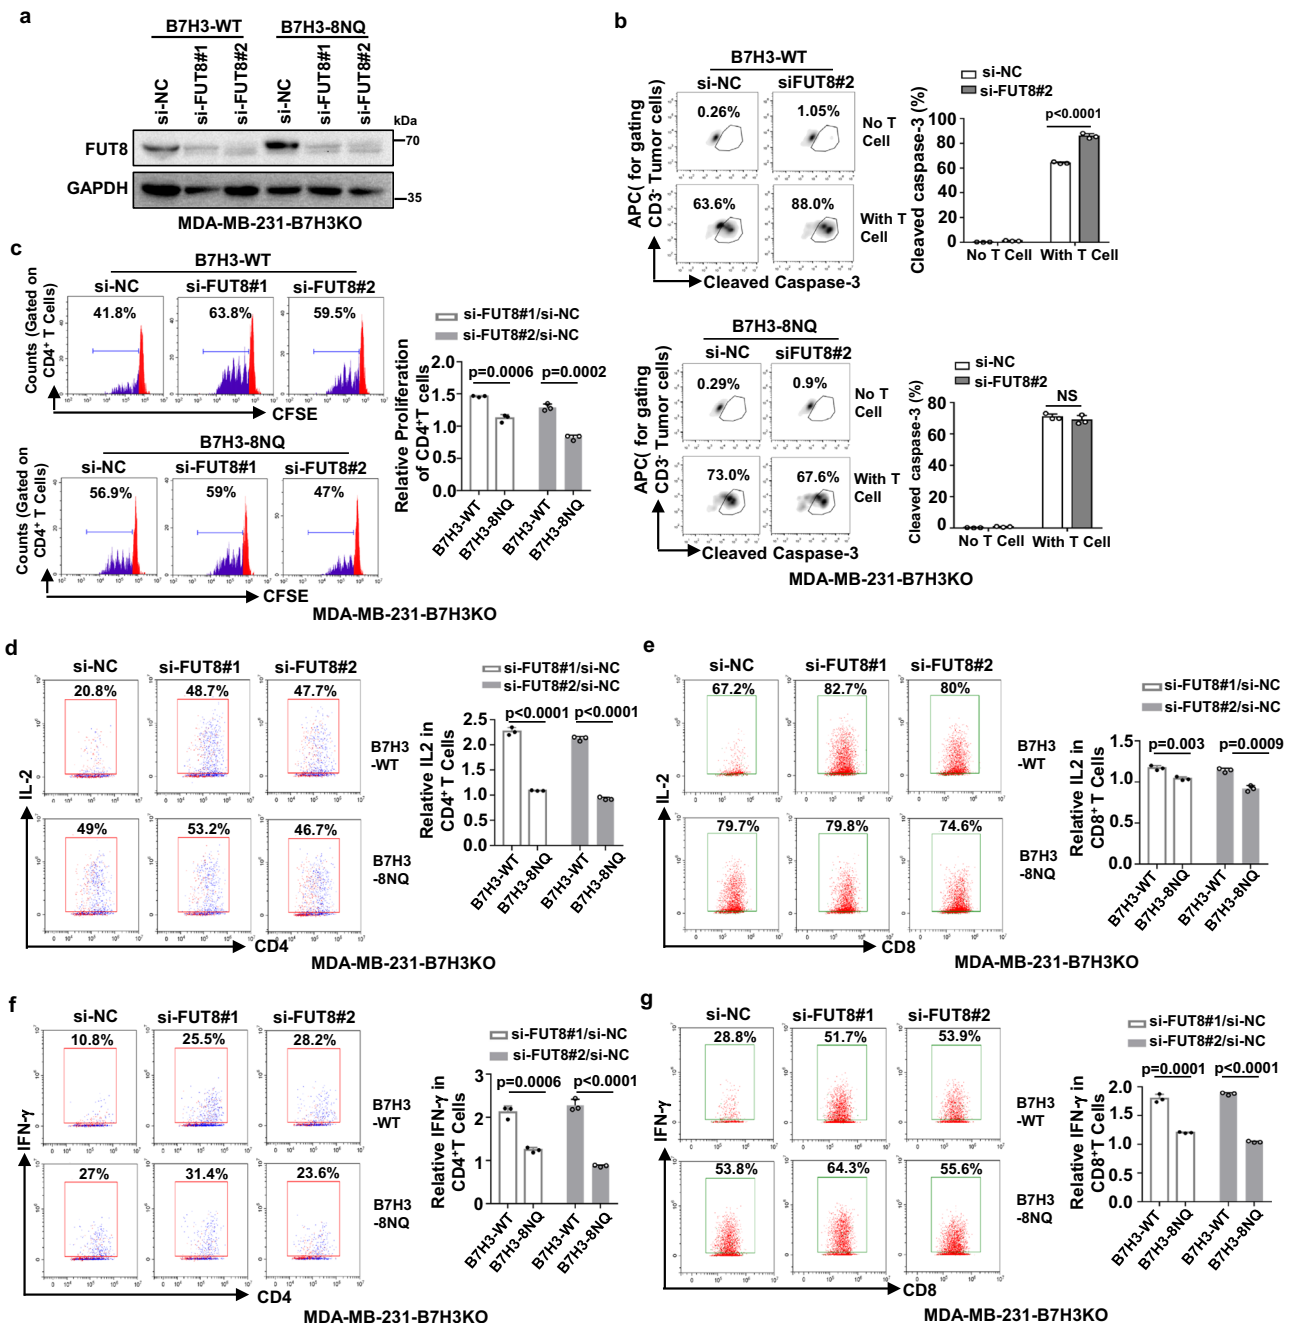 a
B7H3-WT
B7H3-8NQ
si-NC
si-FUT8#1
si-FUT8#2
si-NC
si-FUT8#1
si-FUT8#2
kDa
FUT8
70
GAPDH
35
MDA-MB-231-B7H3KO
b
B7H3-WT
si-NC
siFUT8#2
0.26%
1.05%
No T
Cell
63.6%
88.0%
With T
Cell
APC( for gating
CD3- Tumor cells)
Cleaved Caspase-3
si-NC
si-FUT8#2
p<0.0001
Cleaved caspase-3 (%)
100
80
60
40
20
0
No T Cell
With T Cell
B7H3-8NQ
si-NC
siFUT8#2
0.29%
0.9%
No T
Cell
73.0%
67.6%
With T
Cell
APC( for gating
CD3- Tumor cells)
Cleaved Caspase-3
si-NC
si-FUT8#2
NS
Cleaved caspase-3 (%)
80
60
40
20
0
No T Cell
With T Cell
MDA-MB-231-B7H3KO
c
B7H3-WT
si-NC
si-FUT8#1
si-FUT8#2
41.8%
63.8%
59.5%
Counts (Gated on
CD4+ T Cells)
CFSE
B7H3-8NQ
si-NC
si-FUT8#1
si-FUT8#2
56.9%
59%
47%
Counts (Gated on
CD4+ T Cells)
CFSE
si-FUT8#1/si-NC
si-FUT8#2/si-NC
p=0.0006
p=0.0002
Relative Proliferation
of CD4+T cells
2.0
1.5
1.0
0.5
0.0
B7H3-WT
B7H3-8NQ
B7H3-WT
B7H3-8NQ
MDA-MB-231-B7H3KO
d
si-NC
si-FUT8#1
si-FUT8#2
20.8%
48.7%
47.7%
B7H3
-WT
49%
53.2%
46.7%
B7H3
-8NQ
IL-2
CD4
si-FUT8#1/si-NC
si-FUT8#2/si-NC
p<0.0001
p<0.0001
Relative IL2 in
CD4+ T Cells
2.5
2.0
1.5
1.0
0.5
0.0
B7H3-WT
B7H3-8NQ
B7H3-WT
B7H3-8NQ
MDA-MB-231-B7H3KO
e
si-NC
si-FUT8#1
si-FUT8#2
67.2%
82.7%
80%
B7H3
-WT
79.7%
79.8%
74.6%
B7H3
-8NQ
IL-2
CD8
si-FUT8#1/si-NC
si-FUT8#2/si-NC
p=0.003
p=0.0009
Relative IL2 in
CD8+ T Cells
1.5
1.0
0.5
0.0
B7H3-WT
B7H3-8NQ
B7H3-WT
B7H3-8NQ
MDA-MB-231-B7H3KO
f
si-NC
si-FUT8#1
si-FUT8#2
10.8%
25.5%
28.2%
B7H3
-WT
27%
31.4%
23.6%
B7H3
-8NQ
IFN-γ
CD4
si-FUT8#1/si-NC
si-FUT8#2/si-NC
p=0.0006
p<0.0001
Relative IFN-γ in
CD4+T Cells
3
2
1
0
B7H3-WT
B7H3-8NQ
B7H3-WT
B7H3-8NQ
MDA-MB-231-B7H3KO
g
si-NC
si-FUT8#1
si-FUT8#2
28.8%
51.7%
53.9%
B7H3
-WT
53.8%
64.3%
55.6%
B7H3
-8NQ
IFN-γ
CD8
si-FUT8#1/si-NC
si-FUT8#2/si-NC
p=0.0001
p<0.0001
Relative IFN-γ in
CD8+T Cells
2.0
1.5
1.0
0.5
0.0
B7H3-WT
B7H3-8NQ
B7H3-WT
B7H3-8NQ
MDA-MB-231-B7H3KO